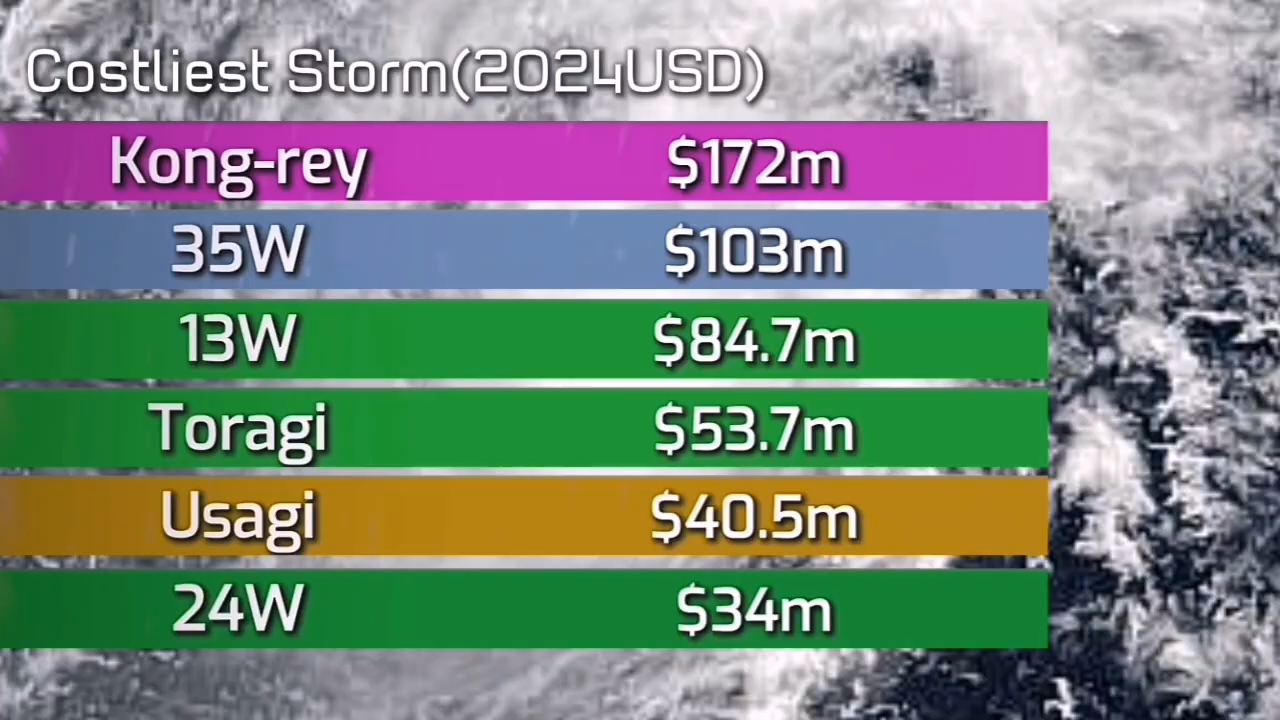 Costliest Storm(2024USD)
Kong-rey $172m
35W $103m
13W $84.7m
Toragi $53.7m
Usagi $40.5m
24W $34m